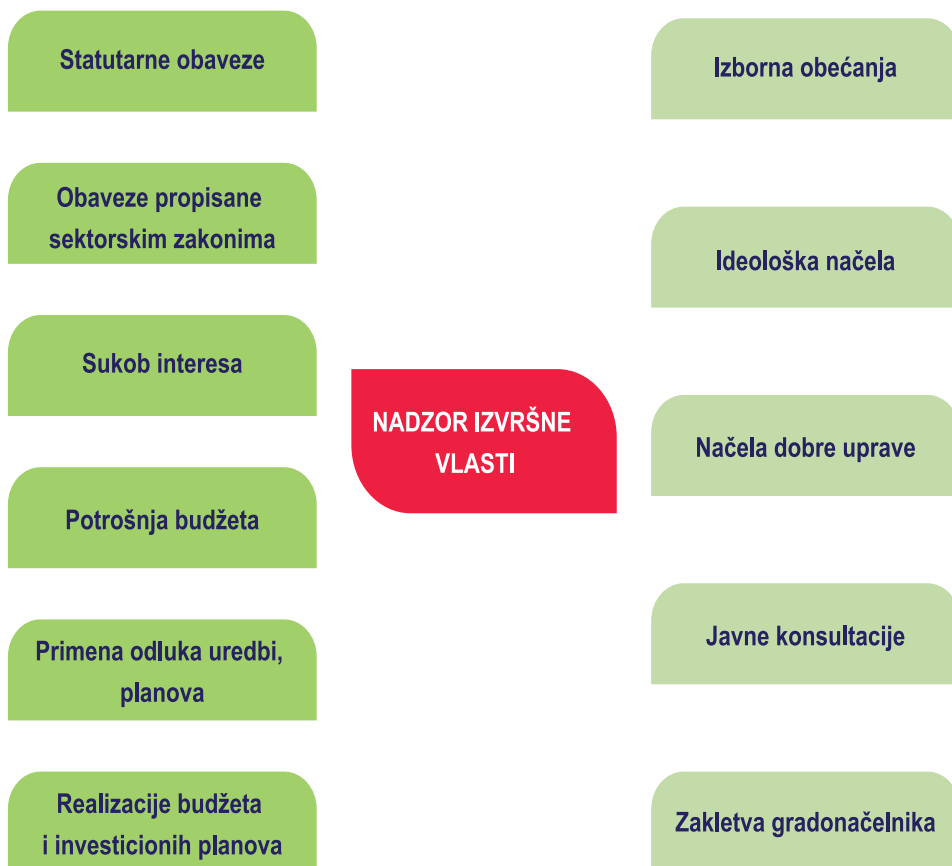 Statutarne obaveze
Obaveze propisane
sektorskim zakonima
Sukob interesa
Potrošnja budžeta
Primena odluka uredbi,
planova
Realizacije budžeta
i investicionih planova
NADZOR IZVRŠNE
VLASTI
Izborna obećanja
Ideološka načela
Načela dobre uprave
Javne konsultacije
Zakletva gradonačelnika